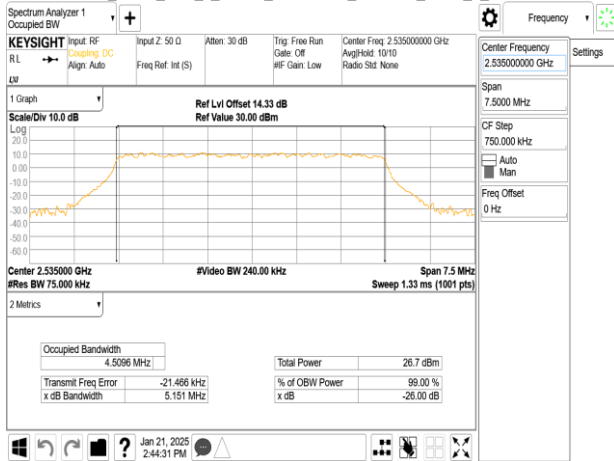 Spectrum Analyzer 1
Occupied BW
+
Frequency
KEYSIGHT
RL
LXI
Input: RF
Coupling: DC
Align: Auto
Input Z: 50 Ω
Freq Ref: Int (S)
Atten: 30 dB
Trig: Free Run
Gate: Off
#IF Gain: Low
Center Freq: 2.535000000 GHz
Avg|Hold: 10/10
Radio Std: None
Center Frequency
2.535000000 GHz
Settings
Span
7.5000 MHz
CF Step
750.000 kHz
Auto
Man
Freq Offset
0 Hz
1 Graph
Scale/Div 10.0 dB
Ref Lvl Offset 14.33 dB
Ref Value 30.00 dBm
Log
20.0
10.0
0.00
-10.0
-20.0
-30.0
-40.0
-50.0
-60.0
Center 2.535000 GHz
#Video BW 240.00 kHz
Span 7.5 MHz
#Res BW 75.000 kHz
Sweep 1.33 ms (1001 pts)
2 Metrics
Occupied Bandwidth
4.5096 MHz
Total Power 26.7 dBm
Transmit Freq Error -21.466 kHz
% of OBW Power 99.00 %
x dB Bandwidth 5.151 MHz
x dB -26.00 dB
?
Jan 21, 2025
2:44:31 PM